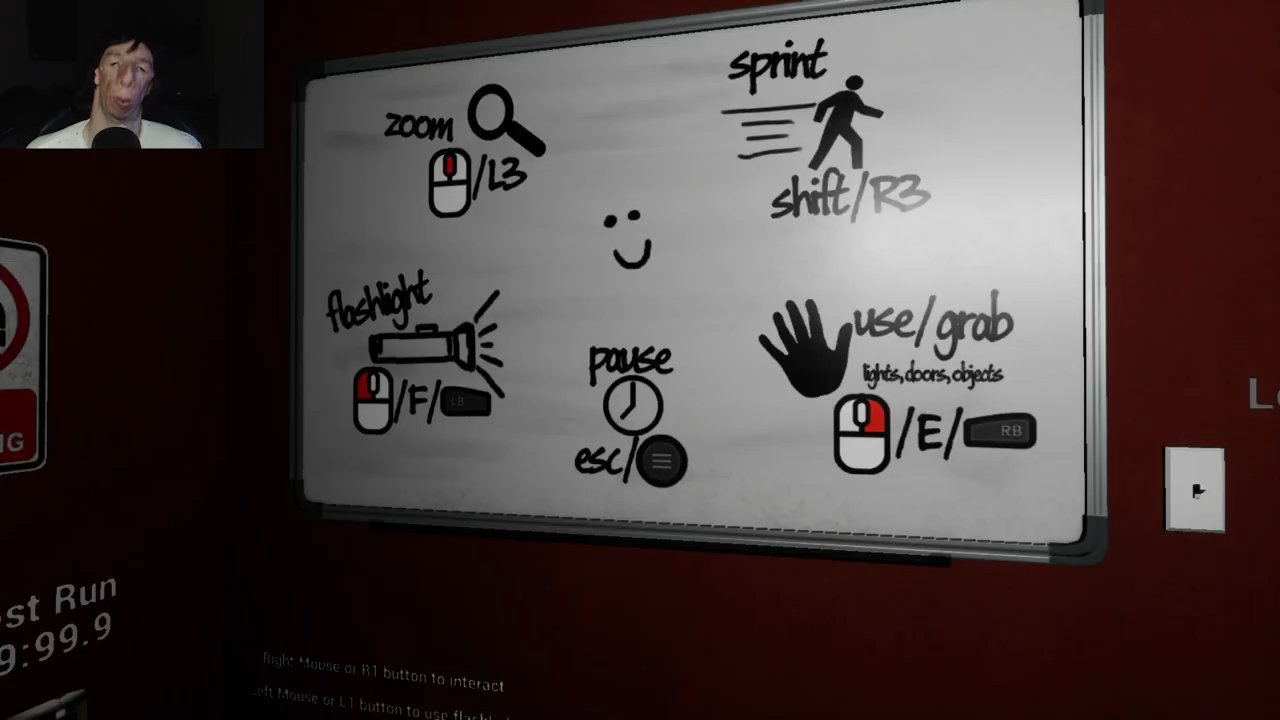 sprint
zoom
/L3
shift/R3
flashlight
use/grab
lights, doors, objects
pause
/F/ LB
/E/ RB
esc/
NG
st Run
9:99.9
Right Mouse or R1 button to interact
Left Mouse or L1 button to use